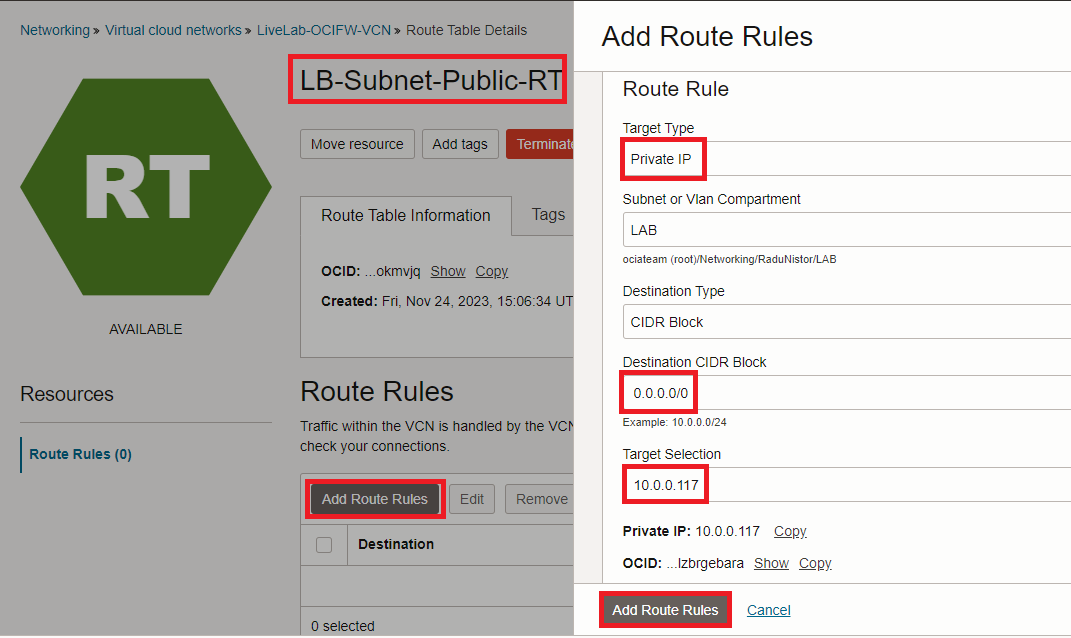 Networking » Virtual cloud networks » LiveLab-OCIFW-VCN » Route Table Details
RT
AVAILABLE
Resources
Route Rules (0)
LB-Subnet-Public-RT
Move resource Add tags Terminate
Route Table Information Tags
OCID: ...okmvjq Show Copy
Created: Fri, Nov 24, 2023, 15:06:34 UT
Route Rules
Traffic within the VCN is handled by the VCN
check your connections.
Add Route Rules Edit Remove
Destination
0 selected
Add Route Rules
Route Rule
Target Type
Private IP
Subnet or Vlan Compartment
LAB
ociateam (root)/Networking/RaduNistor/LAB
Destination Type
CIDR Block
Destination CIDR Block
0.0.0.0/0
Example: 10.0.0.0/24
Target Selection
10.0.0.117
Private IP: 10.0.0.117 Copy
OCID: ...lzbrgebara Show Copy
Add Route Rules Cancel